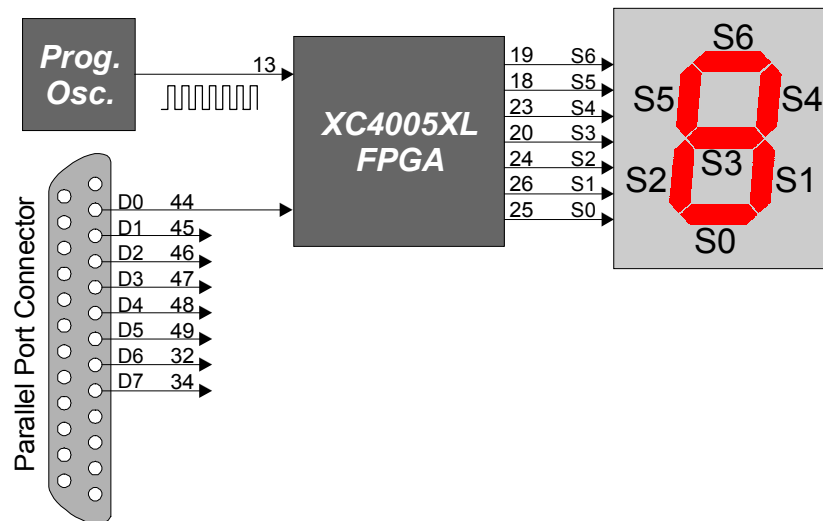 Prog.
Osc.
13
XC4005XL
FPGA
19 S6
18 S5
23 S4
20 S3
24 S2
26 S1
25 S0
S6
S5
S4
S3
S2
S1
S0
Parallel Port Connector
D0 44
D1 45
D2 46
D3 47
D4 48
D5 49
D6 32
D7 34